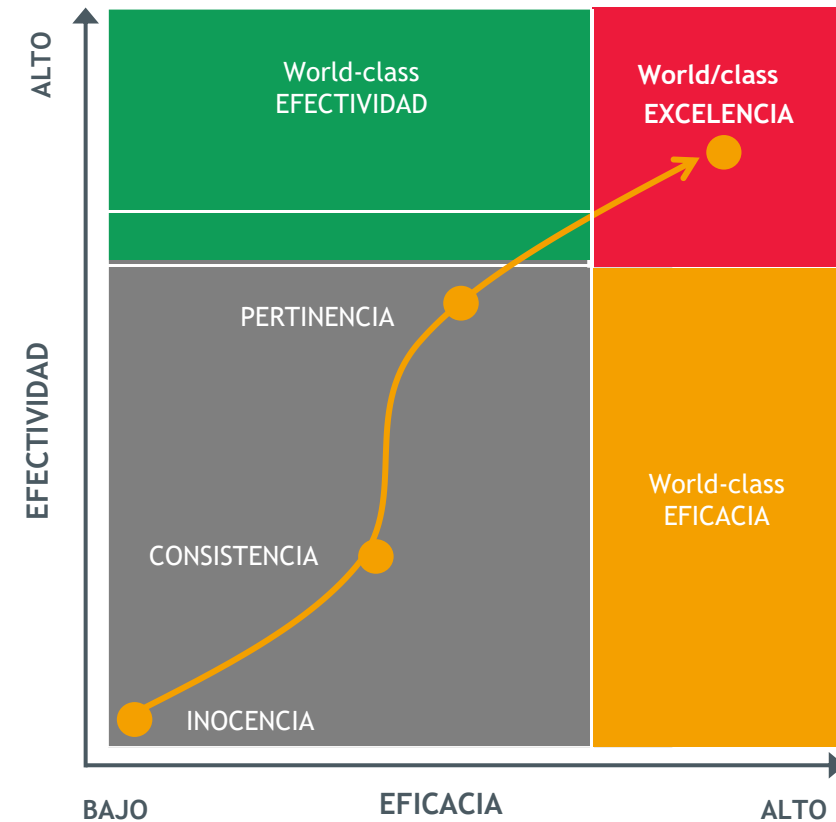 ALTO
World-class
EFECTIVIDAD
World/class
EXCELENCIA
PERTINENCIA
EFECTIVIDAD
World-class
EFICACIA
CONSISTENCIA
INOCENCIA
BAJO
EFICACIA
ALTO